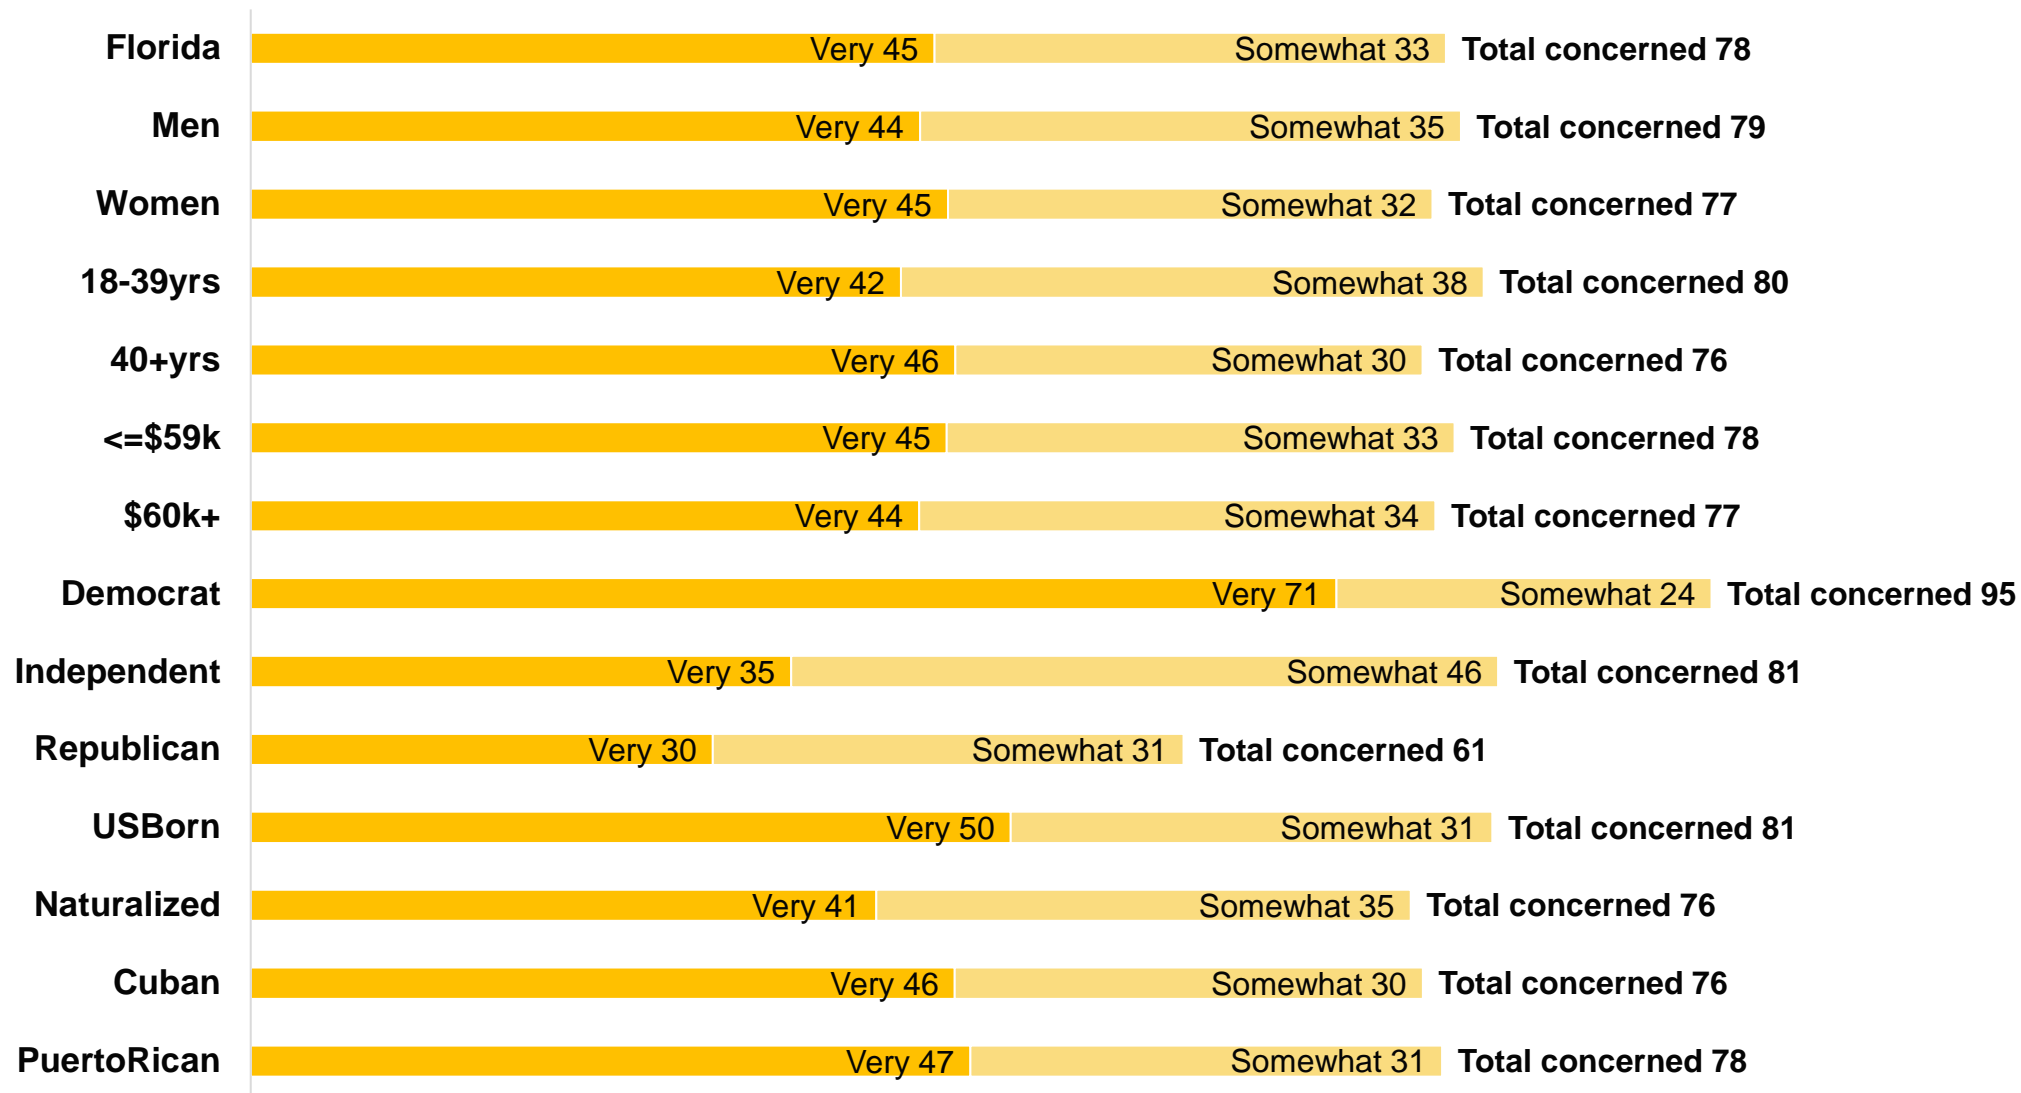 Florida Very 45 Somewhat 33 Total concerned 78
Men Very 44 Somewhat 35 Total concerned 79
Women Very 45 Somewhat 32 Total concerned 77
18-39yrs Very 42 Somewhat 38 Total concerned 80
40+yrs Very 46 Somewhat 30 Total concerned 76
<=$59k Very 45 Somewhat 33 Total concerned 78
$60k+ Very 44 Somewhat 34 Total concerned 77
Democrat Very 71 Somewhat 24 Total concerned 95
Independent Very 35 Somewhat 46 Total concerned 81
Republican Very 30 Somewhat 31 Total concerned 61
USBorn Very 50 Somewhat 31 Total concerned 81
Naturalized Very 41 Somewhat 35 Total concerned 76
Cuban Very 46 Somewhat 30 Total concerned 76
PuertoRican Very 47 Somewhat 31 Total concerned 78